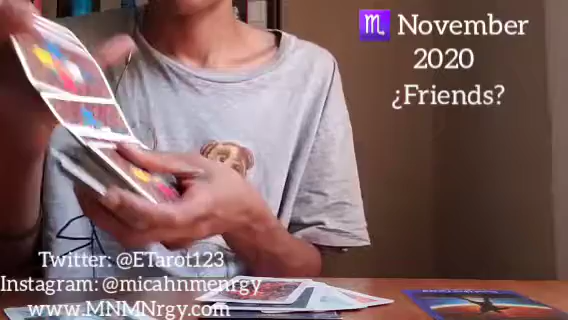 ♏ November
2020
¿Friends?
Twitter: @ETarot123
Instagram: @micahnmenrgy
www.MNMNrgy.com